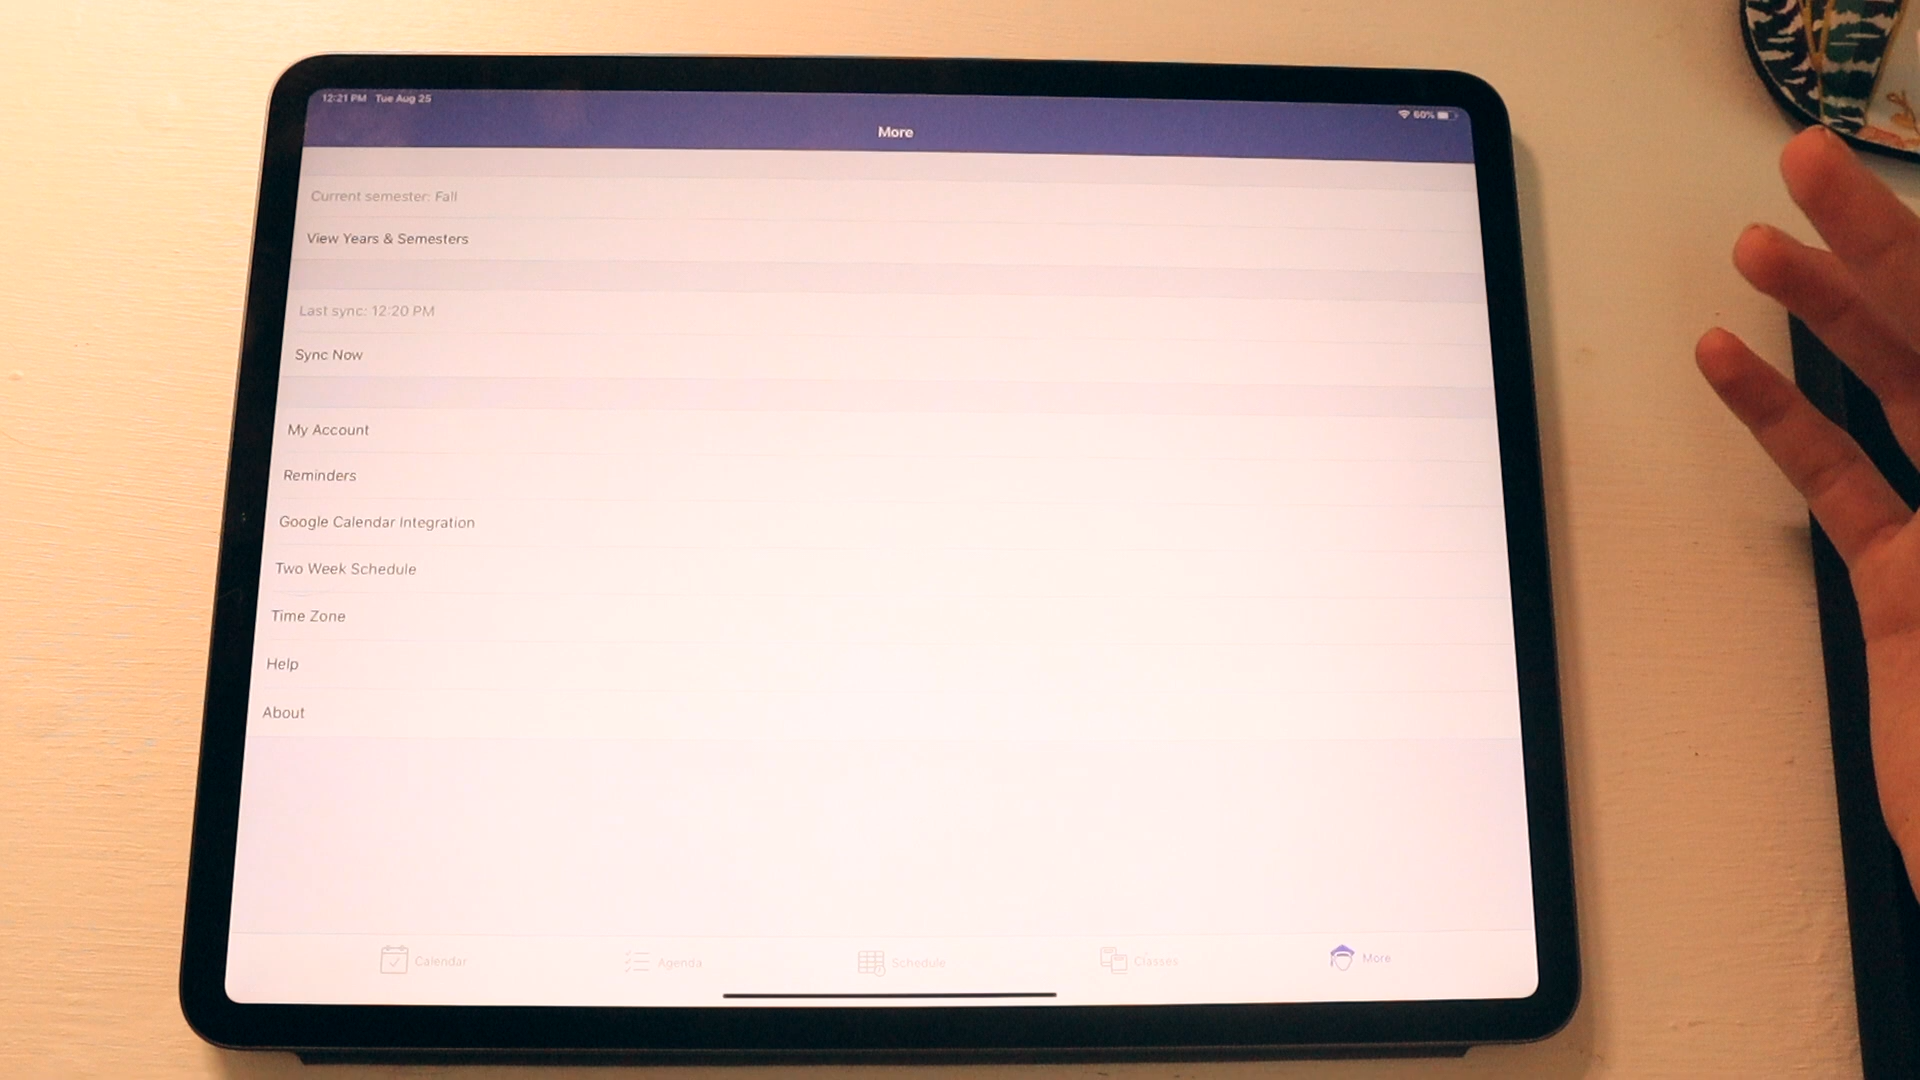 12:21 PM Tue Aug 25
60%
More
Current semester: Fall
View Years & Semesters
Last sync: 12:20 PM
Sync Now
My Account
Reminders
Google Calendar Integration
Two Week Schedule
Time Zone
Help
About
Calendar
Agenda
Schedule
Classes
More